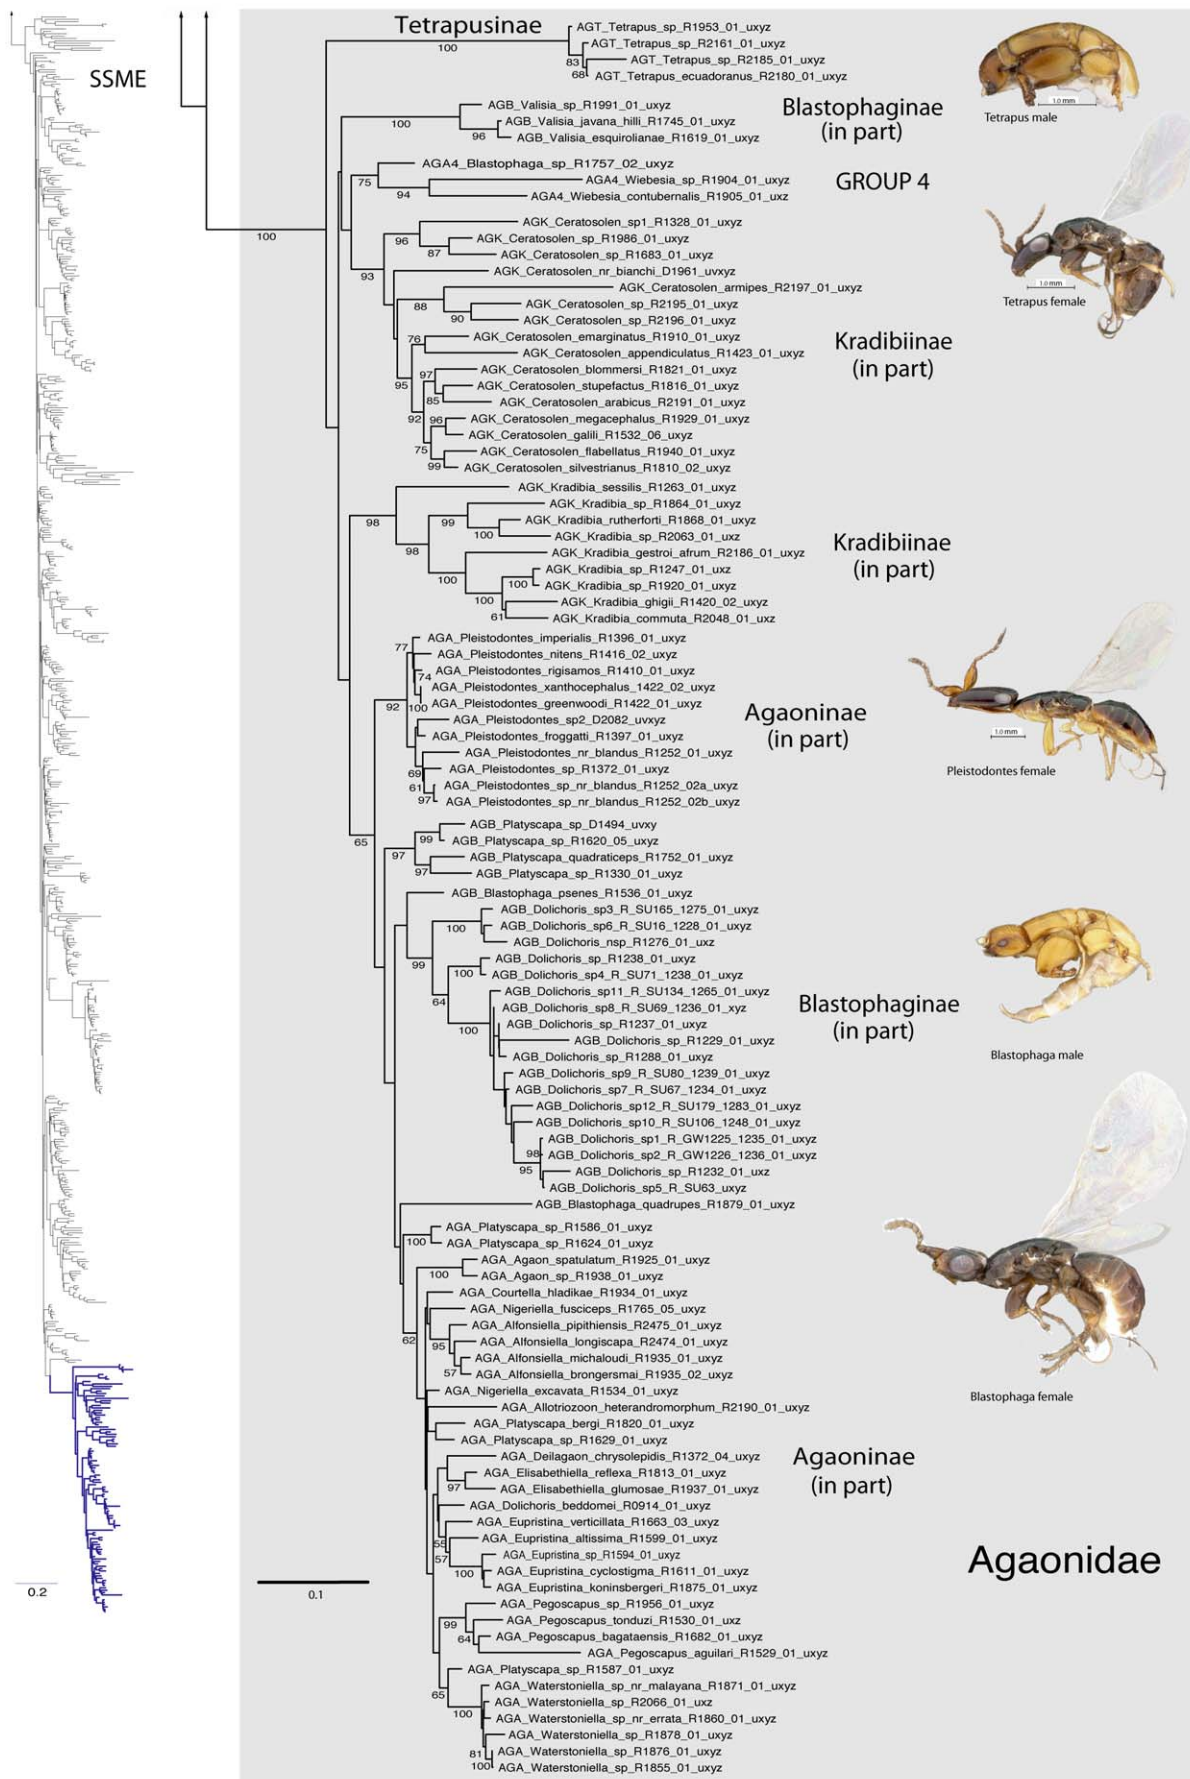 SSME
Tetrapusinae
AGT_Tetrapus_sp_R1953_01_uxyz
100
AGT_Tetrapus_sp_R2161_01_uxyz
83
AGT_Tetrapus_sp_R2185_01_uxyz
68
AGT_Tetrapus_ecuadoranus_R2180_01_uxyz
1.0 mm
Tetrapus male
AGB_Valisia_sp_R1991_01_uxyz
100
AGB_Valisia_javana_hilli_R1745_01_uxyz
96
AGB_Valisia_esquirolianae_R1619_01_uxyz
Blastophaginae
(in part)
AGA4_Blastophaga_sp_R1757_02_uxyz
75
AGA4_Wiebesia_sp_R1904_01_uxyz
94
AGA4_Wiebesia_contubernalis_R1905_01_uxz
GROUP 4
100
AGK_Ceratosolen_sp1_R1328_01_uxyz
96
AGK_Ceratosolen_sp_R1986_01_uxyz
87
AGK_Ceratosolen_sp_R1683_01_uxyz
93
AGK_Ceratosolen_nr_bianchi_D1961_uvxyz
AGK_Ceratosolen_armipes_R2197_01_uxyz
88
AGK_Ceratosolen_sp_R2195_01_uxyz
90
AGK_Ceratosolen_sp_R2196_01_uxyz
1.0 mm
Tetrapus female
76
AGK_Ceratosolen_emarginatus_R1910_01_uxyz
AGK_Ceratosolen_appendiculatus_R1423_01_uxyz
Kradibiinae
(in part)
95
97
AGK_Ceratosolen_blommersi_R1821_01_uxyz
AGK_Ceratosolen_stupefactus_R1816_01_uxyz
85
AGK_Ceratosolen_arabicus_R2191_01_uxyz
92
96
AGK_Ceratosolen_megacephalus_R1929_01_uxyz
AGK_Ceratosolen_galili_R1532_06_uxyz
75
AGK_Ceratosolen_flabellatus_R1940_01_uxyz
99
AGK_Ceratosolen_silvestrianus_R1810_02_uxyz
AGK_Kradibia_sessilis_R1263_01_uxyz
98
AGK_Kradibia_sp_R1864_01_uxyz
99
AGK_Kradibia_rutherforti_R1868_01_uxyz
100
AGK_Kradibia_sp_R2063_01_uxz
98
AGK_Kradibia_gestroi_afrum_R2186_01_uxyz
100
AGK_Kradibia_sp_R1247_01_uxz
100
AGK_Kradibia_sp_R1920_01_uxyz
100
AGK_Kradibia_ghigii_R1420_02_uxyz
61
AGK_Kradibia_commuta_R2048_01_uxz
Kradibiinae
(in part)
AGA_Pleistodontes_imperialis_R1396_01_uxyz
77
AGA_Pleistodontes_nitens_R1416_02_uxyz
AGA_Pleistodontes_rigisamos_R1410_01_uxyz
74
AGA_Pleistodontes_xanthocephalus_1422_02_uxyz
92
100
AGA_Pleistodontes_greenwoodi_R1422_01_uxyz
AGA_Pleistodontes_sp2_D2082_uvxyz
AGA_Pleistodontes_froggatti_R1397_01_uxyz
AGA_Pleistodontes_nr_blandus_R1252_01_uxyz
69
AGA_Pleistodontes_sp_R1372_01_uxyz
61
AGA_Pleistodontes_sp_nr_blandus_R1252_02a_uxyz
97
AGA_Pleistodontes_sp_nr_blandus_R1252_02b_uxyz
Agaoninae
(in part)
1.0 mm
Pleistodontes female
65
AGB_Platyscapa_sp_D1494_uvxy
99
AGB_Platyscapa_sp_R1620_05_uxyz
97
AGB_Platyscapa_quadraticeps_R1752_01_uxyz
97
AGB_Platyscapa_sp_R1330_01_uxyz
AGB_Blastophaga_psenes_R1536_01_uxyz
AGB_Dolichoris_sp3_R_SU165_1275_01_uxyz
100
AGB_Dolichoris_sp6_R_SU16_1228_01_uxyz
AGB_Dolichoris_nsp_R1276_01_uxz
99
AGB_Dolichoris_sp_R1238_01_uxyz
100
AGB_Dolichoris_sp4_R_SU71_1238_01_uxyz
64
AGB_Dolichoris_sp11_R_SU134_1265_01_uxyz
AGB_Dolichoris_sp8_R_SU69_1236_01_xyz
100
AGB_Dolichoris_sp_R1237_01_uxyz
AGB_Dolichoris_sp_R1229_01_uxyz
AGB_Dolichoris_sp_R1288_01_uxyz
AGB_Dolichoris_sp9_R_SU80_1239_01_uxyz
AGB_Dolichoris_sp7_R_SU67_1234_01_uxyz
AGB_Dolichoris_sp12_R_SU179_1283_01_uxyz
AGB_Dolichoris_sp10_R_SU106_1248_01_uxyz
AGB_Dolichoris_sp1_R_GW1225_1235_01_uxyz
98
AGB_Dolichoris_sp2_R_GW1226_1236_01_uxyz
95
AGB_Dolichoris_sp_R1232_01_uxz
AGB_Dolichoris_sp5_R_SU63_uxyz
Blastophaginae
(in part)
Blastophaga male
AGB_Blastophaga_quadrupes_R1879_01_uxyz
AGA_Platyscapa_sp_R1586_01_uxyz
100
AGA_Platyscapa_sp_R1624_01_uxyz
AGA_Agaon_spatulatum_R1925_01_uxyz
100
AGA_Agaon_sp_R1938_01_uxyz
AGA_Courtella_hladikae_R1934_01_uxyz
AGA_Nigeriella_fusciceps_R1765_05_uxyz
62
AGA_Alfonsiella_pipithiensis_R2475_01_uxyz
95
AGA_Alfonsiella_longiscapa_R2474_01_uxyz
AGA_Alfonsiella_michaloudi_R1935_01_uxyz
57
AGA_Alfonsiella_brongersmai_R1935_02_uxyz
AGA_Nigeriella_excavata_R1534_01_uxyz
AGA_Allotriozoon_heterandromorphum_R2190_01_uxyz
AGA_Platyscapa_bergi_R1820_01_uxyz
AGA_Platyscapa_sp_R1629_01_uxyz
AGA_Deilagaon_chrysolepidis_R1372_04_uxyz
AGA_Elisabethiella_reflexa_R1813_01_uxyz
97
AGA_Elisabethiella_glumosae_R1937_01_uxyz
AGA_Dolichoris_beddomei_R0914_01_uxyz
AGA_Eupristina_verticillata_R1663_03_uxyz
55
AGA_Eupristina_altissima_R1599_01_uxyz
57
AGA_Eupristina_sp_R1594_01_uxyz
100
AGA_Eupristina_cyclostigma_R1611_01_uxyz
AGA_Eupristina_koninsbergeri_R1875_01_uxyz
AGA_Pegoscapus_sp_R1956_01_uxyz
99
AGA_Pegoscapus_tonduzi_R1530_01_uxz
64
AGA_Pegoscapus_bagataensis_R1682_01_uxyz
AGA_Pegoscapus_aguilari_R1529_01_uxyz
AGA_Platyscapa_sp_R1587_01_uxyz
65
AGA_Waterstoniella_sp_nr_malayana_R1871_01_uxyz
AGA_Waterstoniella_sp_R2066_01_uxz
100
AGA_Waterstoniella_sp_nr_errata_R1860_01_uxyz
AGA_Waterstoniella_sp_R1878_01_uxyz
81
AGA_Waterstoniella_sp_R1876_01_uxyz
100
AGA_Waterstoniella_sp_R1855_01_uxyz
Blastophaga female
Agaoninae
(in part)
Agaonidae
0.2
0.1